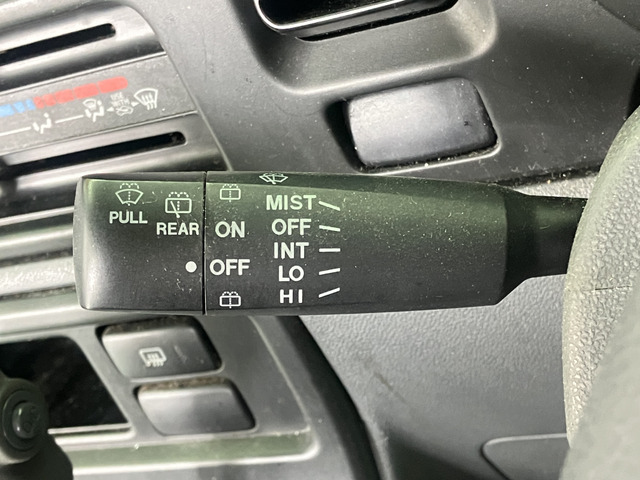 PULL
REAR
ON
OFF
MIST
OFF
INT
LO
HI